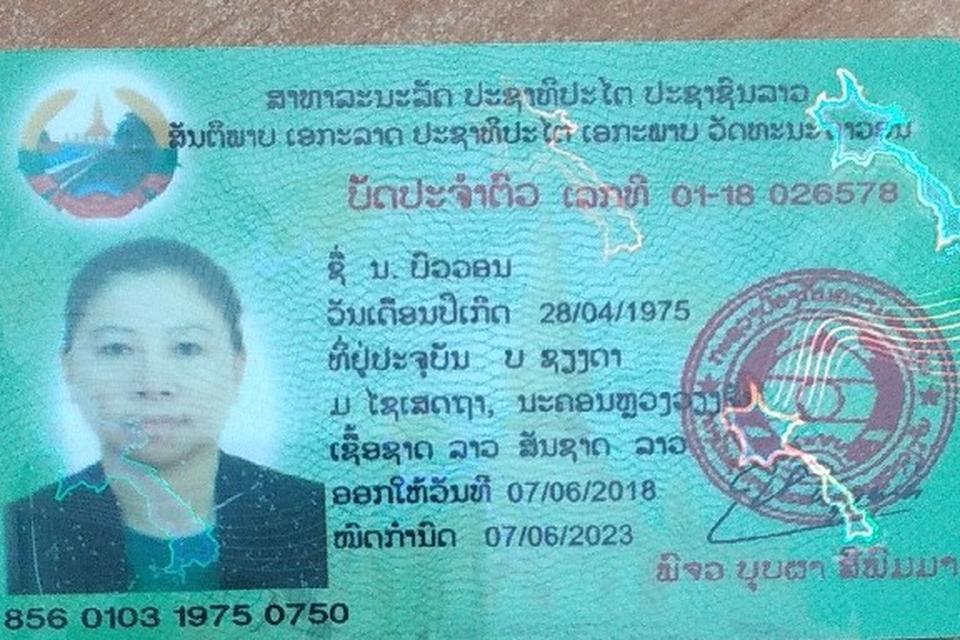 ສາທາລະນະລັດ ປະຊາທິປະໄຕ ປະຊາຊົນລາວ
ສັນຕິພາບ ເອກະລາດ ປະຊາທິປະໄຕ ເອກະພາບ ວັດທະນະຖາວອນ
ບັດປະຈຳຕົວ ເລກທີ 01-18 026578
ຊື່ ນ. ບົວວອນ
ວັນເດືອນປີເກີດ 28/04/1975
ທີ່ຢູ່ປະຈຸບັນ ບ ຊຽງດາ
ມ ໄຊເສດຖາ, ນະຄອນຫຼວງວຽງຈັນ
ເຊື້ອຊາດ ລາວ ສັນຊາດ ລາວ
ອອກໃຫ້ວັນທີ 07/06/2018
ໝົດກຳນົດ 07/06/2023
ພິຈວ ບຸບຜາ ສີພິມມາ
856 0103 1975 0750